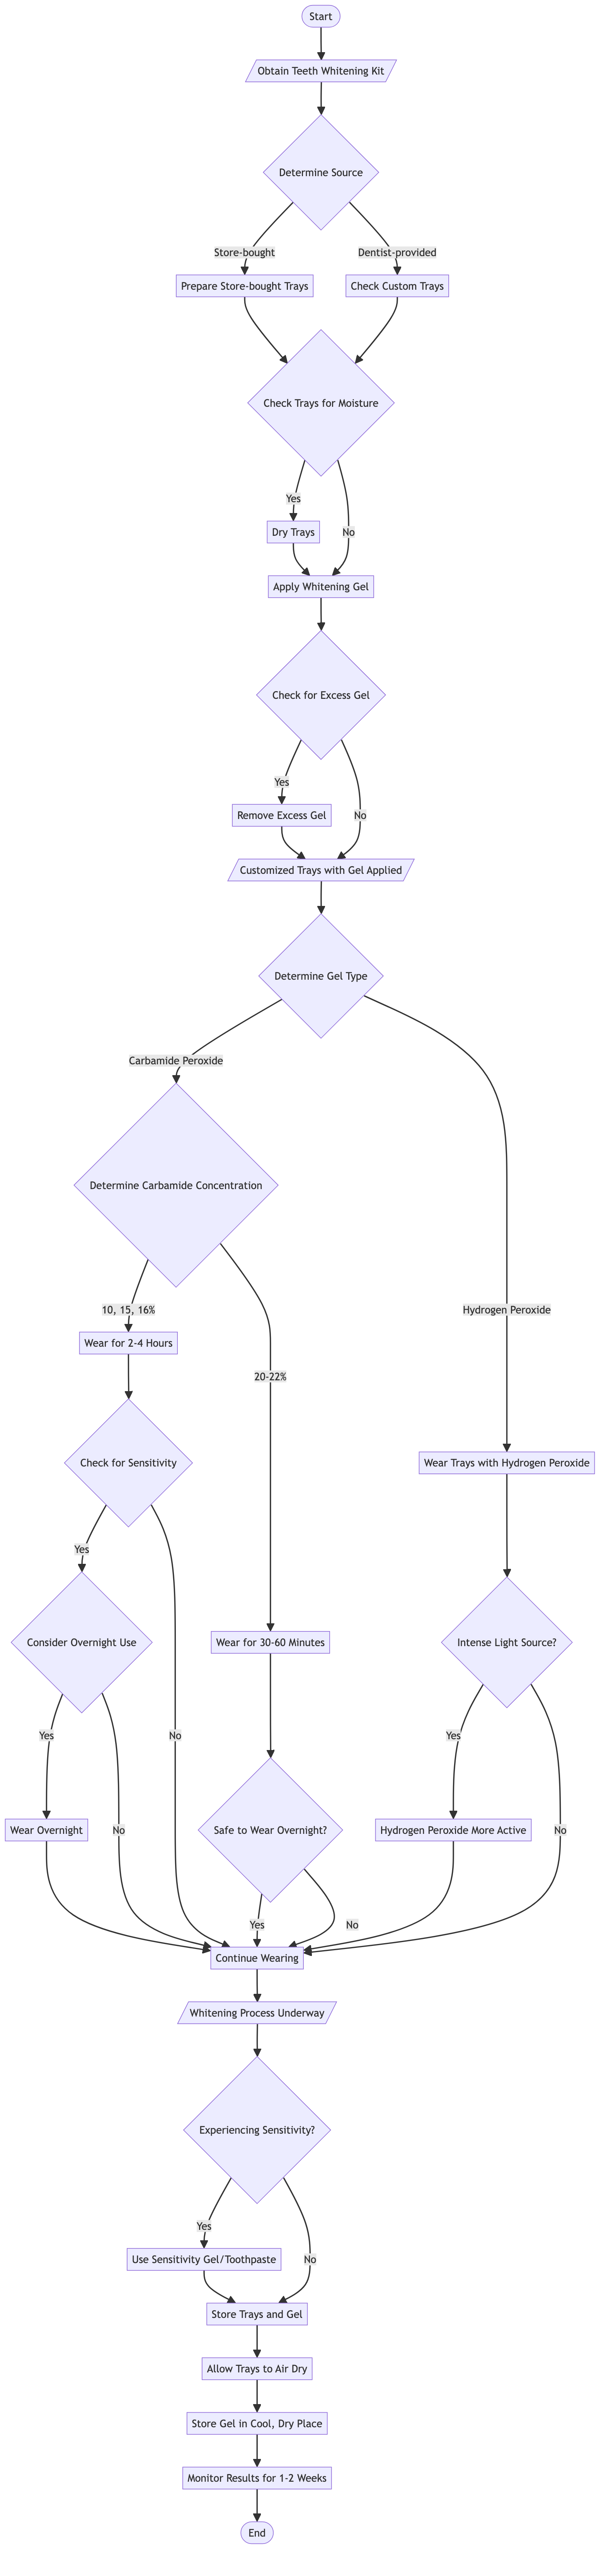 Start
Obtain Teeth Whitening Kit
Determine Source
Store-bought
Dentist-provided
Prepare Store-bought Trays
Check Custom Trays
Check Trays for Moisture
Yes
Dry Trays
No
Apply Whitening Gel
Check for Excess Gel
Yes
Remove Excess Gel
No
Customized Trays with Gel Applied
Determine Gel Type
Carbamide Peroxide
Determine Carbamide Concentration
10, 15, 16%
Hydrogen Peroxide
Wear for 2-4 Hours
20-22%
Check for Sensitivity
Wear Trays with Hydrogen Peroxide
Yes
Consider Overnight Use
Wear for 30-60 Minutes
Intense Light Source?
Yes
No
Yes
Wear Overnight
No
Safe to Wear Overnight?
Hydrogen Peroxide More Active
No
Yes
No
Continue Wearing
Whitening Process Underway
Experiencing Sensitivity?
Yes
Use Sensitivity Gel/Toothpaste
No
Store Trays and Gel
Allow Trays to Air Dry
Store Gel in Cool, Dry Place
Monitor Results for 1-2 Weeks
End